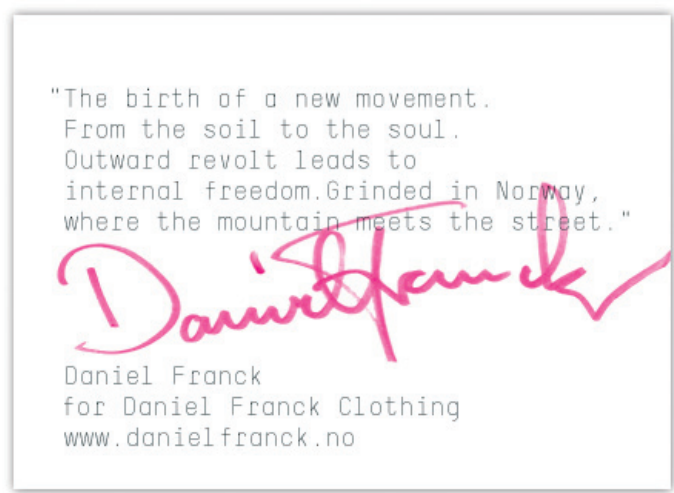 "The birth of a new movement.
From the soil to the soul.
Outward revolt leads to
internal freedom.Grinded in Norway,
where the mountain meets the street."
Daniel Franck
Daniel Franck
for Daniel Franck Clothing
www.danielfranck.no